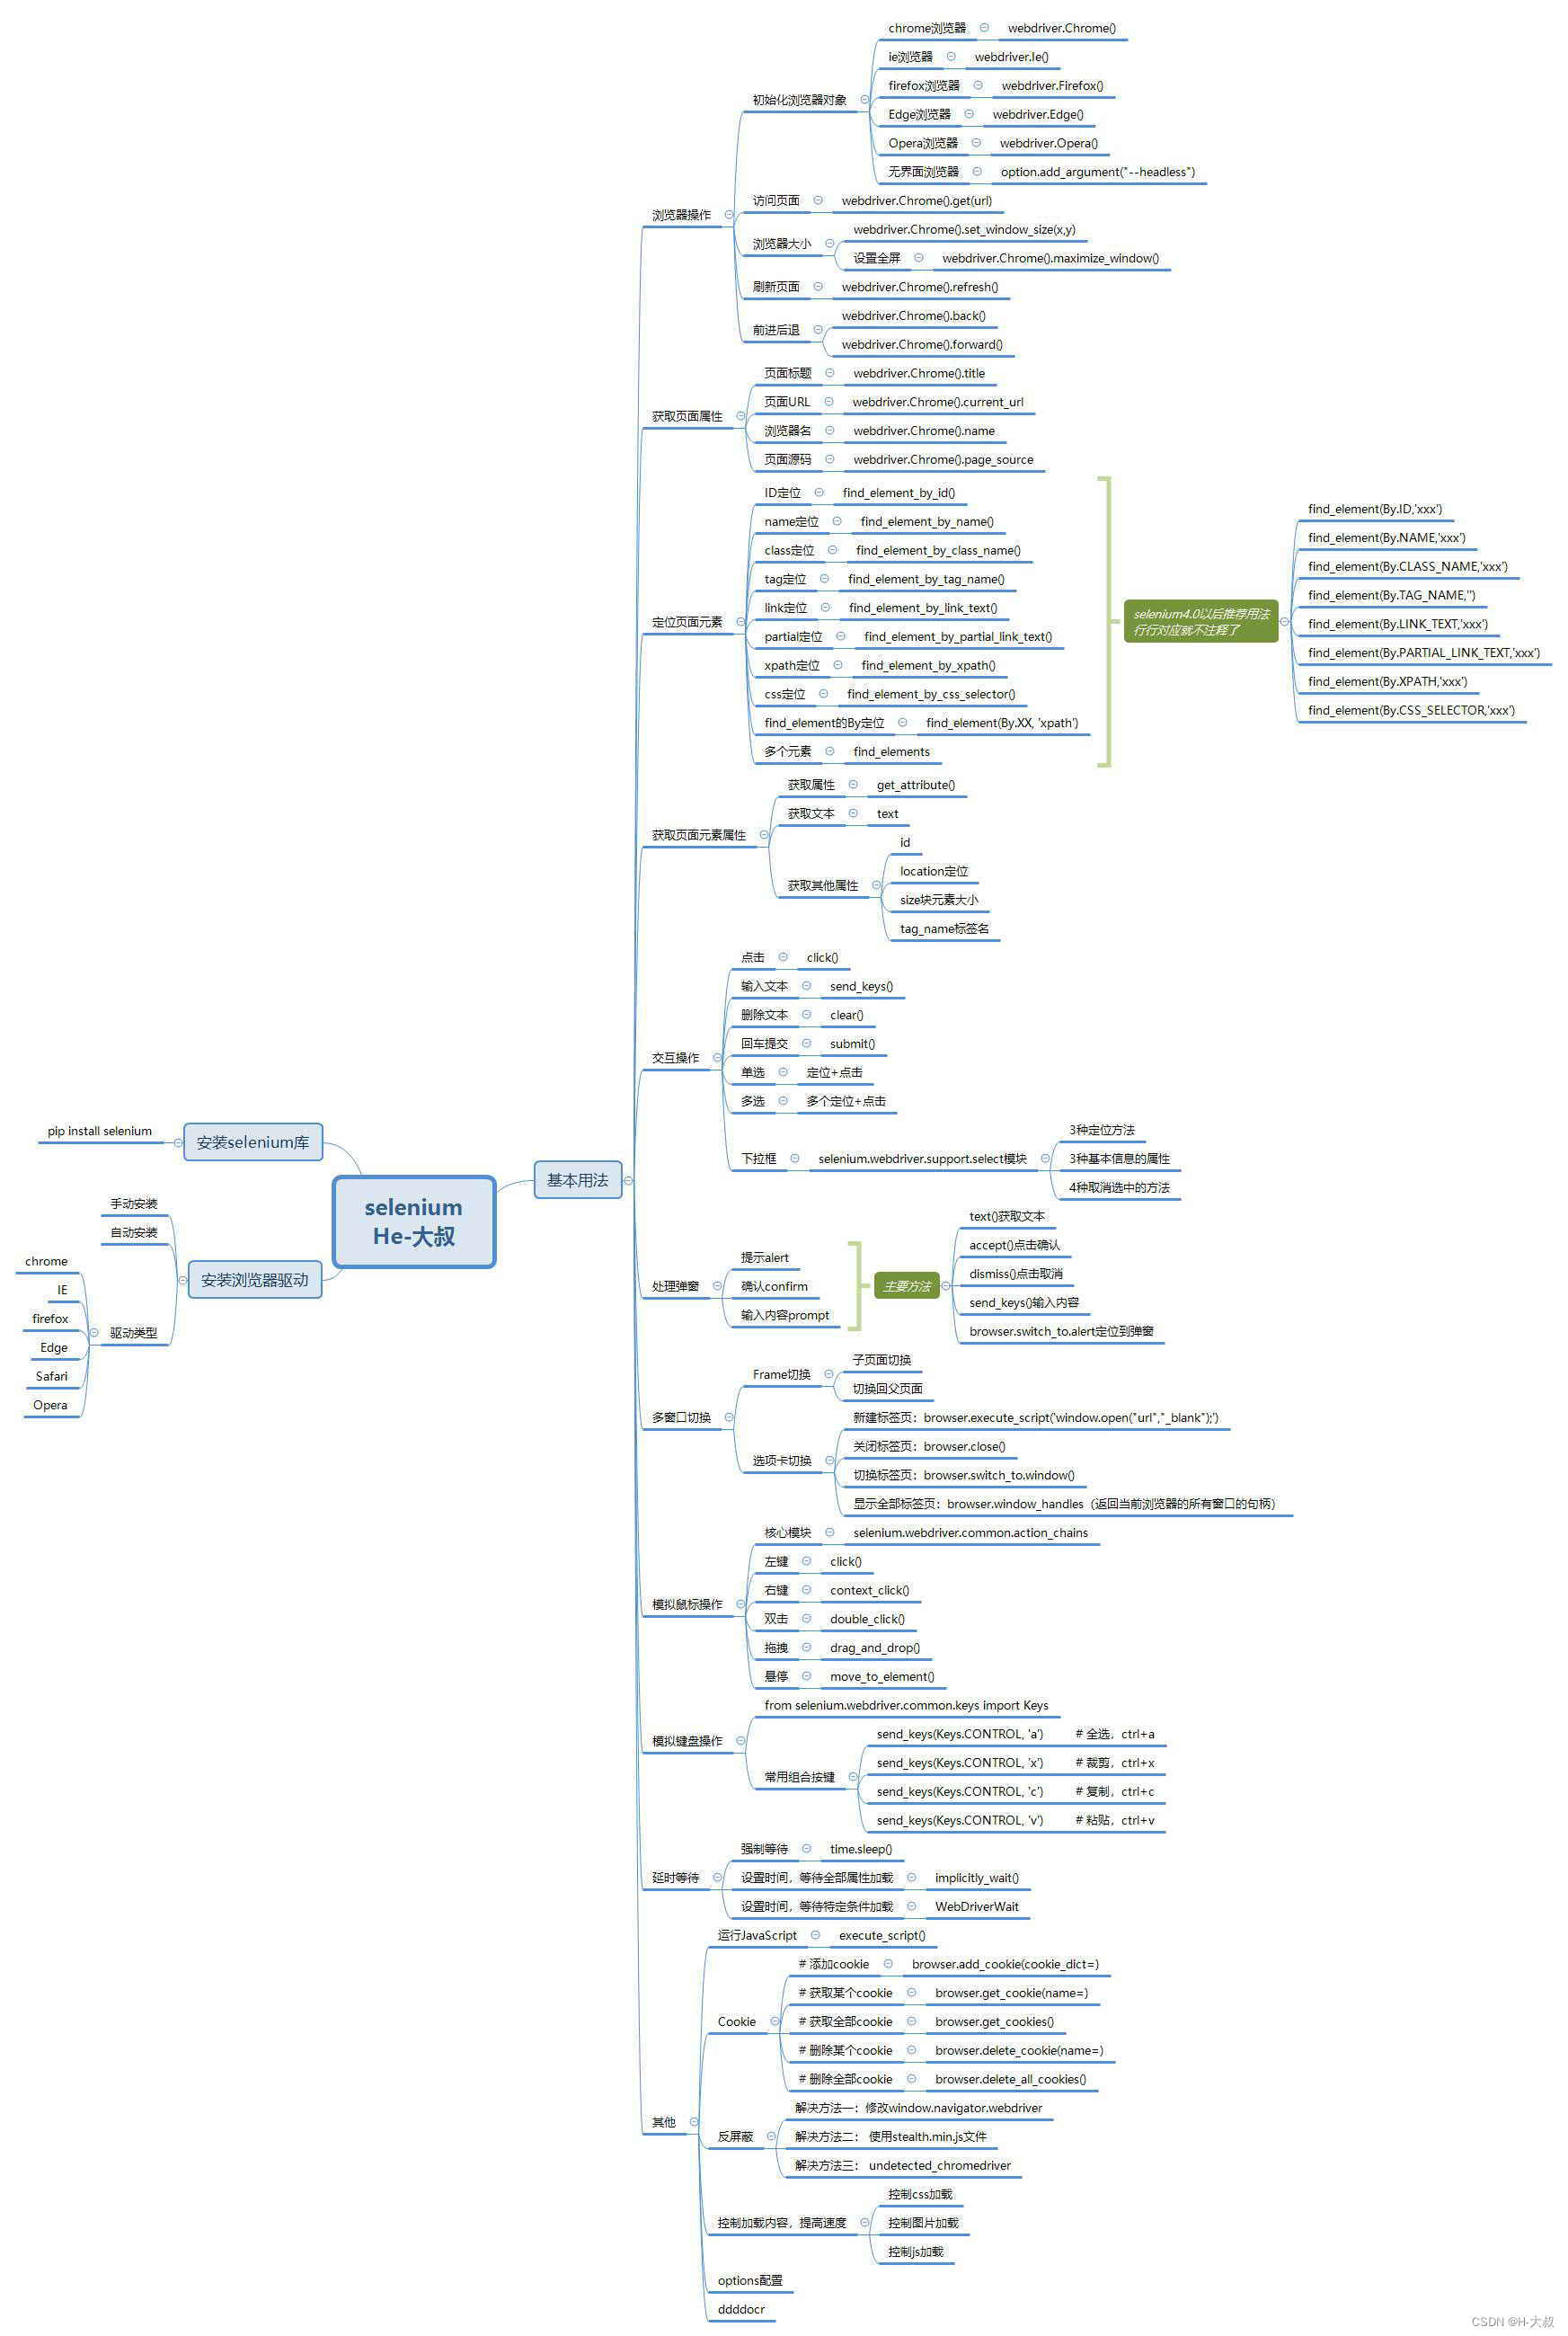 selenium
He-大叔
安装selenium库
pip install selenium
安装浏览器驱动
手动安装
自动安装
驱动类型
chrome
IE
firefox
Edge
Safari
Opera
基本用法
浏览器操作
初始化浏览器对象
chrome浏览器 webdriver.Chrome()
ie浏览器 webdriver.Ie()
firefox浏览器 webdriver.Firefox()
Edge浏览器 webdriver.Edge()
Opera浏览器 webdriver.Opera()
无界面浏览器 option.add_argument("--headless")
访问页面 webdriver.Chrome().get(url)
浏览器大小
webdriver.Chrome().set_window_size(x,y)
设置全屏 webdriver.Chrome().maximize_window()
刷新页面 webdriver.Chrome().refresh()
前进后退
webdriver.Chrome().back()
webdriver.Chrome().forward()
获取页面属性
页面标题 webdriver.Chrome().title
页面URL webdriver.Chrome().current_url
浏览器名 webdriver.Chrome().name
页面源码 webdriver.Chrome().page_source
定位页面元素
ID定位 find_element_by_id()
name定位 find_element_by_name()
class定位 find_element_by_class_name()
tag定位 find_element_by_tag_name()
link定位 find_element_by_link_text()
partial定位 find_element_by_partial_link_text()
xpath定位 find_element_by_xpath()
css定位 find_element_by_css_selector()
find_element的By定位 find_element(By.XX, 'xpath')
多个元素 find_elements
selenium4.0以后推荐用法
行行对应就不注释了
find_element(By.ID,'xxx')
find_element(By.NAME,'xxx')
find_element(By.CLASS_NAME,'xxx')
find_element(By.TAG_NAME,'')
find_element(By.LINK_TEXT,'xxx')
find_element(By.PARTIAL_LINK_TEXT,'xxx')
find_element(By.XPATH,'xxx')
find_element(By.CSS_SELECTOR,'xxx')
获取页面元素属性
获取属性 get_attribute()
获取文本 text
获取其他属性
id
location定位
size块元素大小
tag_name标签名
交互操作
点击 click()
输入文本 send_keys()
删除文本 clear()
回车提交 submit()
单选 定位+点击
多选 多个定位+点击
下拉框 selenium.webdriver.support.select模块
3种定位方法
3种基本信息的属性
4种取消选中的方法
处理弹窗
提示alert
确认confirm
输入内容prompt
主要方法
text()获取文本
accept()点击确认
dismiss()点击取消
send_keys()输入内容
browser.switch_to.alert定位到弹窗
多窗口切换
Frame切换
子页面切换
切换回父页面
选项卡切换
新建标签页：browser.execute_script('window.open("url","_blank");')
关闭标签页：browser.close()
切换标签页：browser.switch_to.window()
显示全部标签页：browser.window_handles（返回当前浏览器的所有窗口的句柄）
模拟鼠标操作
核心模块 selenium.webdriver.common.action_chains
左键 click()
右键 context_click()
双击 double_click()
拖拽 drag_and_drop()
悬停 move_to_element()
模拟键盘操作
from selenium.webdriver.common.keys import Keys
常用组合按键
send_keys(Keys.CONTROL, 'a') # 全选，ctrl+a
send_keys(Keys.CONTROL, 'x') # 裁剪，ctrl+x
send_keys(Keys.CONTROL, 'c') # 复制，ctrl+c
send_keys(Keys.CONTROL, 'v') # 粘贴，ctrl+v
延时等待
强制等待 time.sleep()
设置时间，等待全部属性加载 implicitly_wait()
设置时间，等待特定条件加载 WebDriverWait
其他
运行JavaScript execute_script()
Cookie
# 添加cookie browser.add_cookie(cookie_dict=)
# 获取某个cookie browser.get_cookie(name=)
# 获取全部cookie browser.get_cookies()
# 删除某个cookie browser.delete_cookie(name=)
# 删除全部cookie browser.delete_all_cookies()
反屏蔽
解决方法一：修改window.navigator.webdriver
解决方法二： 使用stealth.min.js文件
解决方法三： undetected_chromedriver
控制加载内容，提高速度
控制css加载
控制图片加载
控制js加载
options配置
ddddocr
CSDN @H-大叔